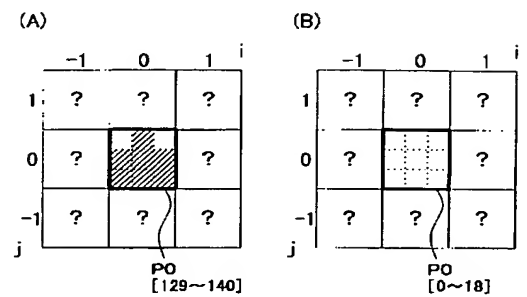 (A)
-1 0 1 i
1 ? ? ?
0 ? ?
-1 ? ? ?
j
P0
[129~140]
(B)
-1 0 1 i
1 ? ? ?
0 ? ?
-1 ? ? ?
j
P0
[0~18]